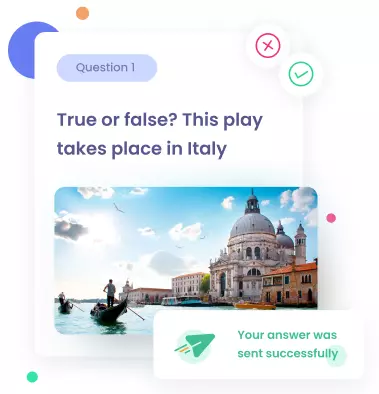 Question 1
True or false? This play
takes place in Italy
Your answer was
sent successfully